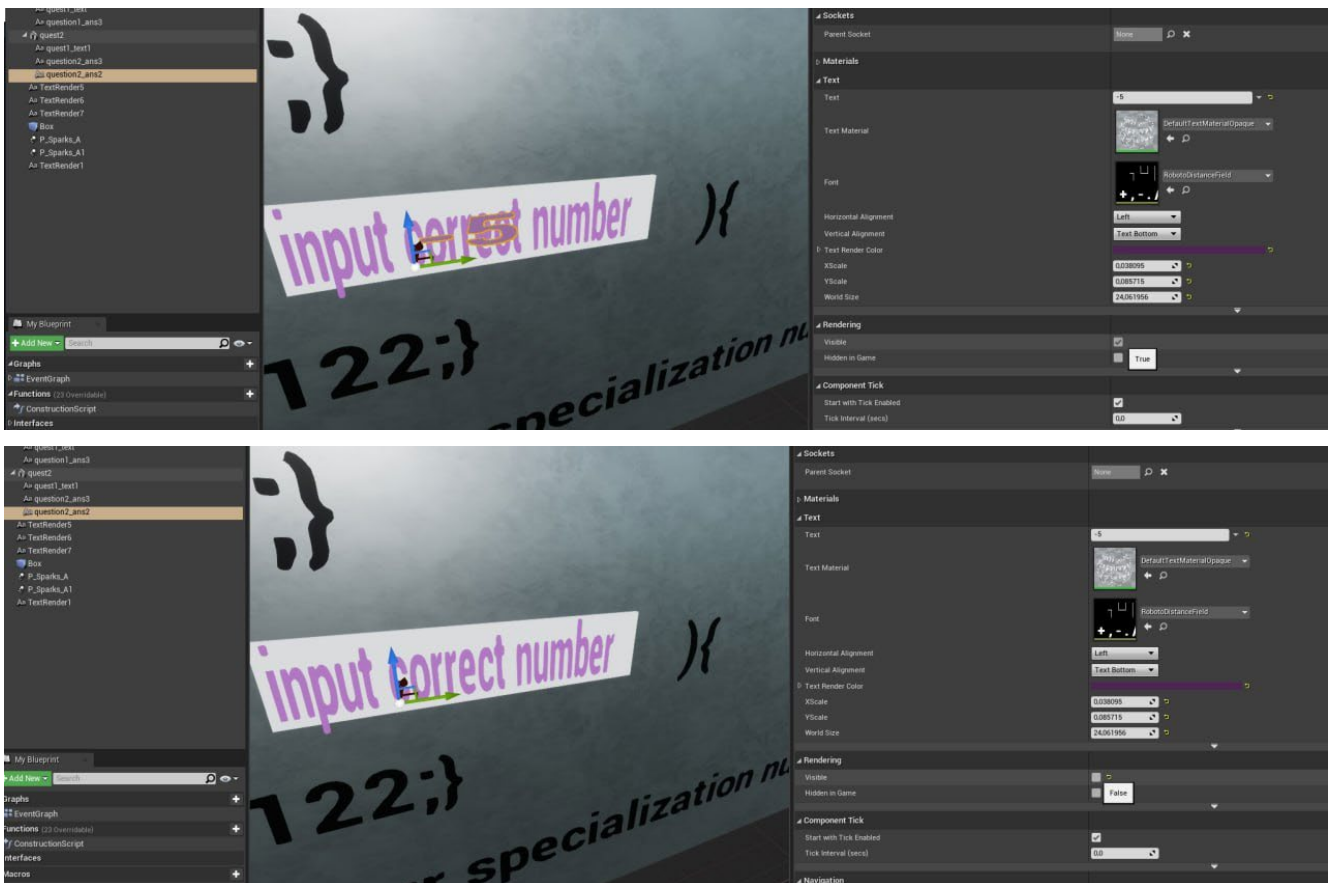 quest1_text
question1_ans3
quest2
quest1_text1
question2_ans3
question2_ans2
TextRender5
TextRender6
TextRender7
Box
P_Sparks_A
P_Sparks_A1
TextRender1
My Blueprint
+ Add New Search
Graphs
EventGraph
Functions (23 Overridable)
ConstructionScript
Interfaces
;}
input correct number
-5
){
122;}
specialization nu
Sockets
Parent Socket None
Materials
Text
Text -5
Text Material DefaultTextMaterialOpaque
Font RobotoDistanceField
Horizontal Alignment Left
Vertical Alignment Text Bottom
Text Render Color
XScale 0,038095
YScale 0,085715
World Size 24,061956
Rendering
Visible
Hidden in Game True
Component Tick
Start with Tick Enabled
Tick Interval (secs) 0,0
quest1_text
question1_ans3
quest2
quest1_text1
question2_ans3
question2_ans2
TextRender5
TextRender6
TextRender7
Box
P_Sparks_A
P_Sparks_A1
TextRender1
My Blueprint
Add New Search
Graphs
EventGraph
Functions (23 Overridable)
ConstructionScript
nterfaces
Macros
;}
input correct number
){
122;}
r specialization nu
Sockets
Parent Socket None
Materials
Text
Text -5
Text Material DefaultTextMaterialOpaque
Font RobotoDistanceField
Horizontal Alignment Left
Vertical Alignment Text Bottom
Text Render Color
XScale 0,038095
YScale 0,085715
World Size 24,061956
Rendering
Visible
Hidden in Game False
Component Tick
Start with Tick Enabled
Tick Interval (secs) 0,0
Navigation